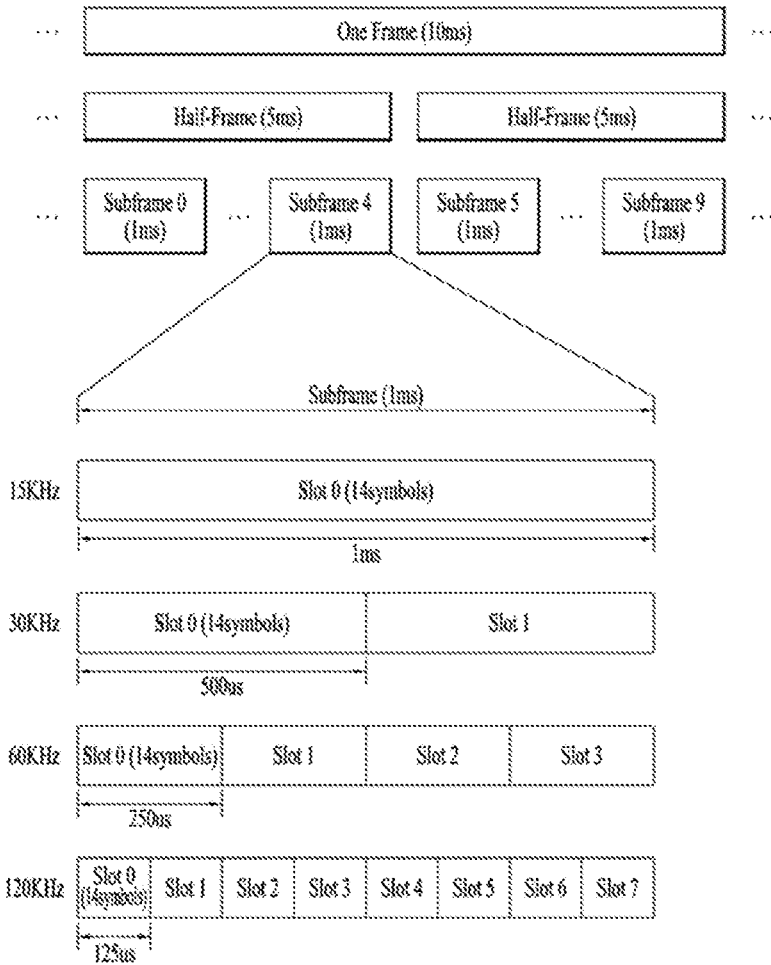 ... One Frame (10ms) ...
... Half-Frame (5ms) Half-Frame (5ms) ...
... Subframe 0 (1ms) ... Subframe 4 (1ms) Subframe 5 (1ms) ... Subframe 9 (1ms) ...
Subframe (1ms)
15KHz Slot 0 (14symbols)
1ms
30KHz Slot 0 (14symbols) Slot 1
500us
60KHz Slot 0 (14symbols) Slot 1 Slot 2 Slot 3
250us
120KHz Slot 0 (14symbols) Slot 1 Slot 2 Slot 3 Slot 4 Slot 5 Slot 6 Slot 7
125us